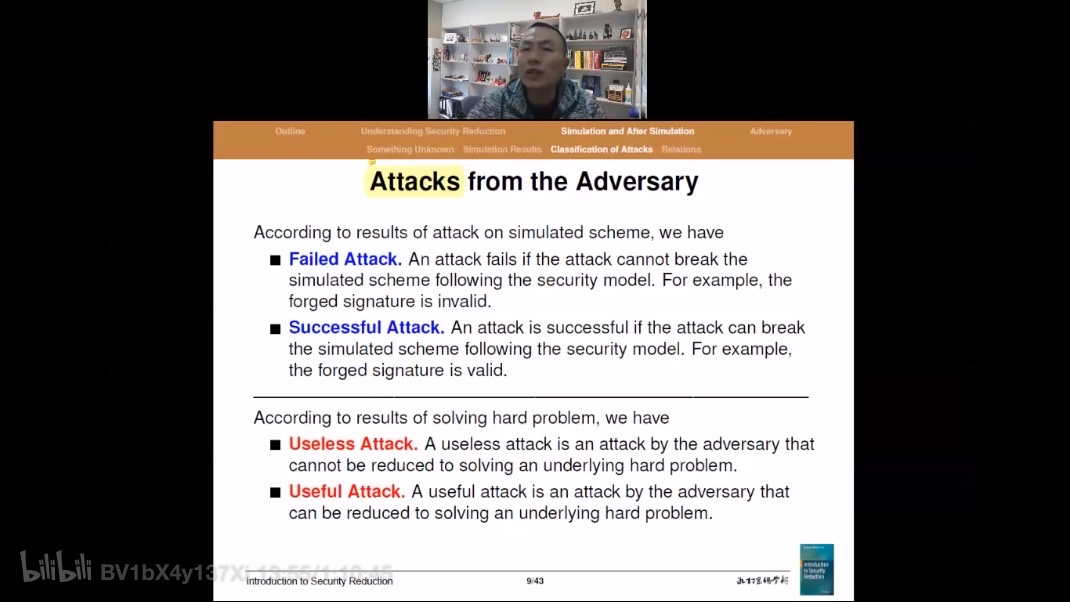 Outline Understanding Security Reduction Simulation and After Simulation Adversary
Something Unknown Simulation Results Classification of Attacks Relations
Attacks from the Adversary
According to results of attack on simulated scheme, we have
Failed Attack. An attack fails if the attack cannot break the
simulated scheme following the security model. For example, the
forged signature is invalid.
Successful Attack. An attack is successful if the attack can break
the simulated scheme following the security model. For example,
the forged signature is valid.
According to results of solving hard problem, we have
Useless Attack. A useless attack is an attack by the adversary that
cannot be reduced to solving an underlying hard problem.
Useful Attack. A useful attack is an attack by the adversary that
can be reduced to solving an underlying hard problem.
Introduction
to Security
Reduction
bilibili BV1bX4y137X 13:55/1:10:45
Introduction to Security Reduction 9/43